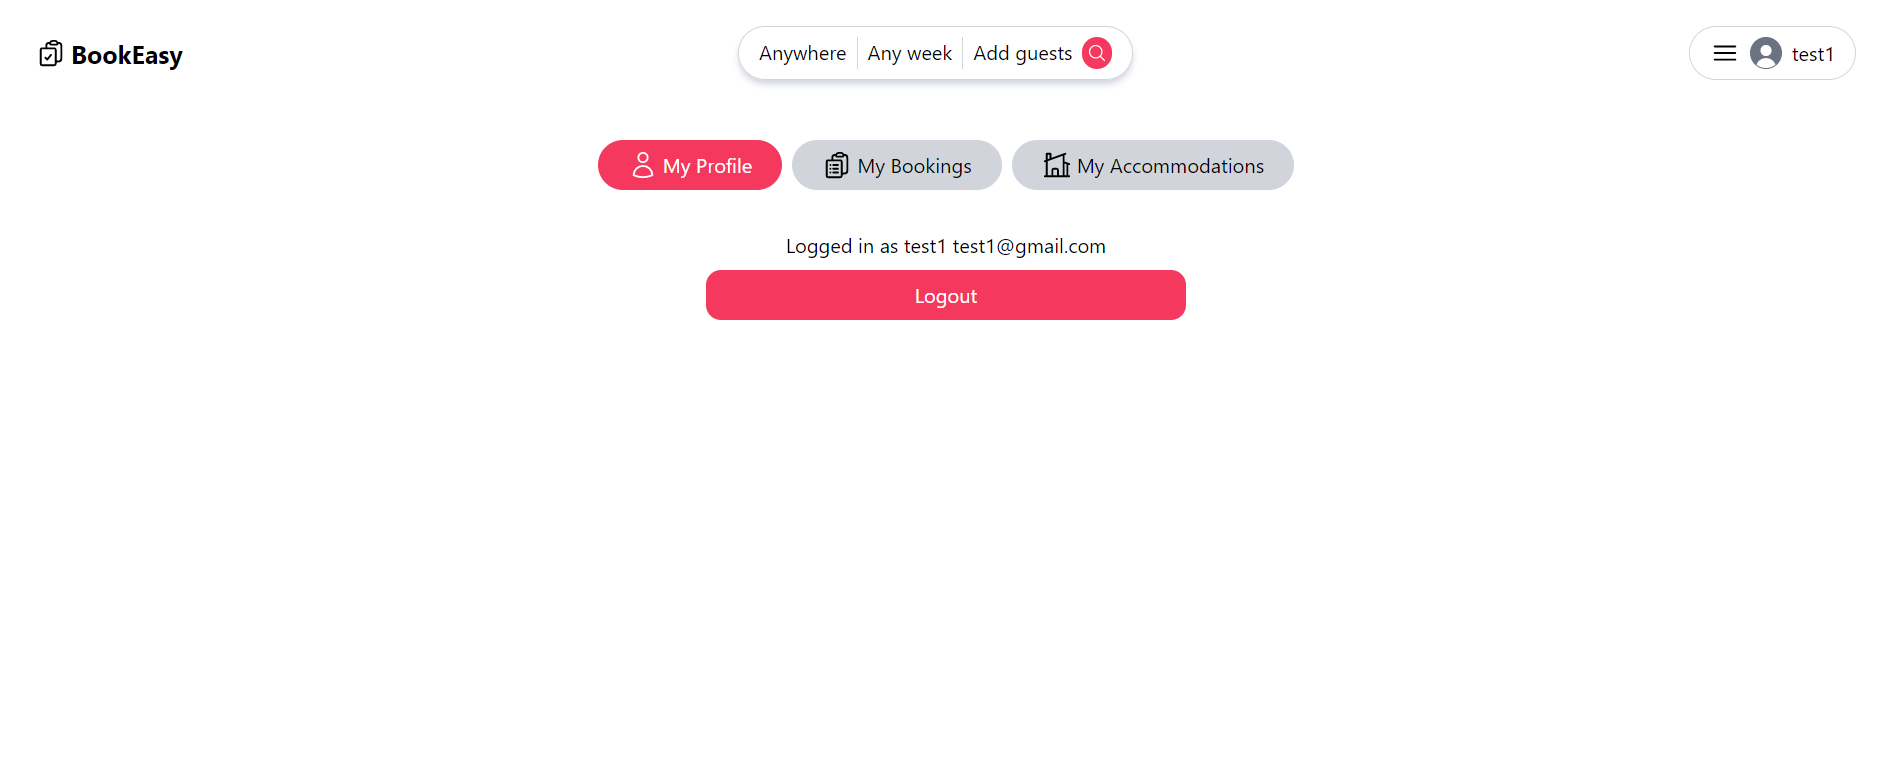 BookEasy
Anywhere Any week Add guests
test1
My Profile My Bookings My Accommodations
Logged in as test1 test1@gmail.com
Logout